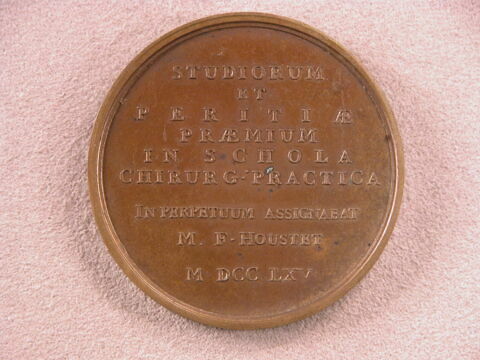 STUDIORUM
ET
PERITIÆ
PRÆMIUM
IN SCHOLA
CHIRURG-PRACTICA
IN PERPETUUM ASSIGNABAT
M. F-HOUSTET
M DCC LXV